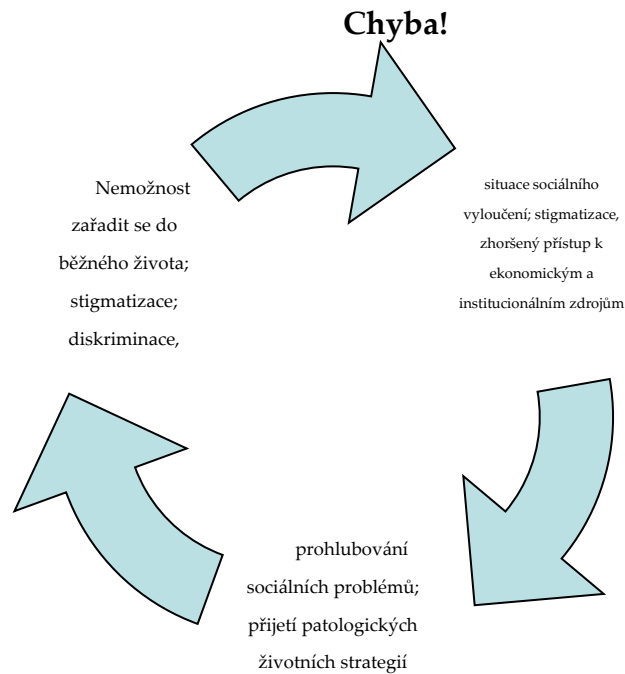 Chyba!
Nemožnost
zařadit se do
běžného života;
stigmatizace;
diskriminace,
situace sociálního
vyloučení; stigmatizace,
zhoršený přístup k
ekonomickým a
institucionálním zdrojům
prohlubování
sociálních problémů;
přijetí patologických
životních strategií